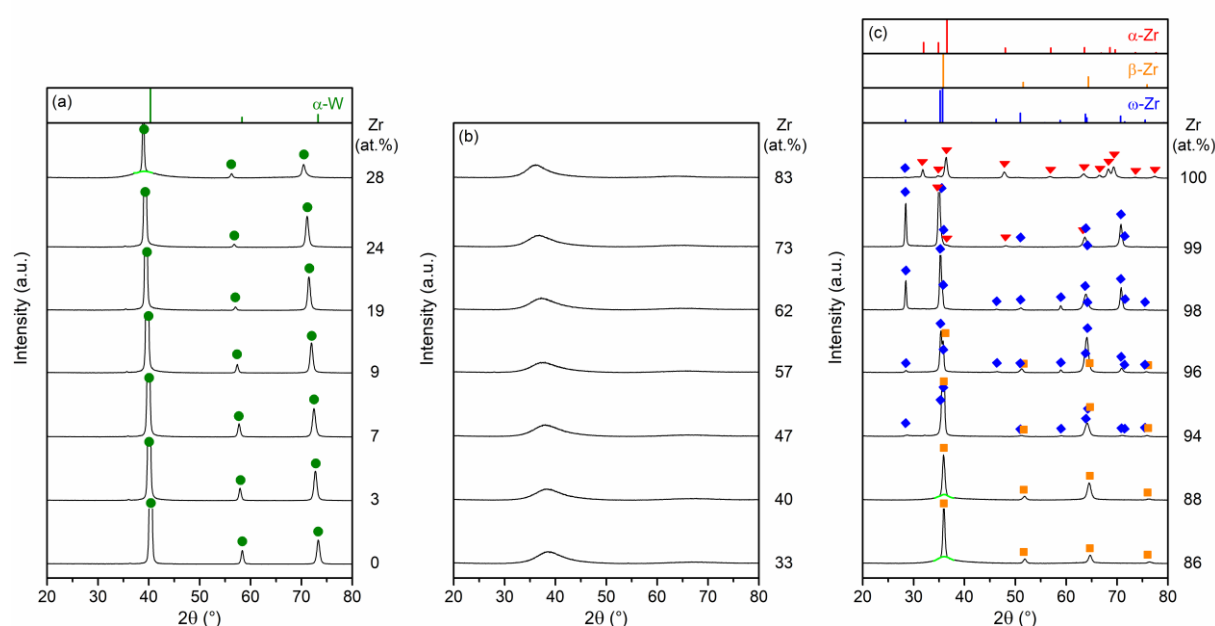 (a)
α-W
Zr
(at.%)
28
24
19
9
7
3
0
Intensity (a.u.)
20 30 40 50 60 70 80
2θ (°)
(b)
Zr
(at.%)
83
73
62
57
47
40
33
Intensity (a.u.)
20 30 40 50 60 70 80
2θ (°)
(c)
α-Zr
β-Zr
ω-Zr
Zr
(at.%)
100
99
98
96
94
88
86
Intensity (a.u.)
20 30 40 50 60 70 80
2θ (°)